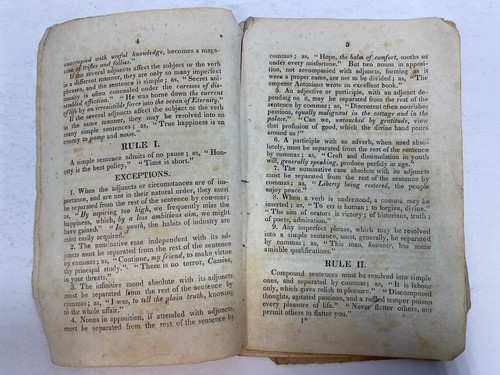 4
unoccupied with useful knowledge, becomes a maga-
zine of trifles and follies."
If the several adjuncts affect the subject or the verb
in a different manner, they are only so many imperfect
phrases, and the sentence is simple; as, "Secret ani-
mosity is often concealed under the caresses of dis-
sembled affection." "He was borne down the current
of life by an irresistible force into the ocean of Eternity."
If the several adjuncts affect the subject or the verb
in the same manner, they may be resolved into so
many simple sentences; as, "True happiness is an
enemy to pomp and noise."
RULE I.
A simple sentence admits of no pause; as, "Hon-
esty is the best policy," "Time is short."
EXCEPTIONS.
1. When the adjuncts or circumstances are of im-
portance, and not in their natural order, they must
be separated from the rest of the sentence by commas;
as, "By aspiring too high, we frequently miss the
happiness, which, by a less ambitious aim, we might
have gained." "In youth, the habits of industry are
most easily acquired."
2. The nominative case independent with its ad-
juncts must be separated from the rest of the sentence
by commas; as, "Continue, my friend, to make virtue
thy principal study." "There is no terror, Cassius,
in your threats."
3. The infinitive mood absolute with its adjuncts
must be separated from the rest of the sentence by
commas; as, "I was, to tell the plain truth, knowing
to the whole affair."
4. Nouns in apposition, if attended with adjuncts,
must be separated from the rest of the sentence by
5
commas; as, "Hope, the balm of comfort, sooths us
under every misfortune." But two nouns in apposi-
tion, not accompanied with adjuncts, forming as it
were a proper name, are not to be divided; as, "The
emperor Antoninus wrote an excellent book."
5. An adjective or participle, with an adjunct de-
pending on it, may be separated from the rest of the
sentence by commas; as, "Discontent often nourishes
passions, equally malignant in the cottage and in the
palace." "Can we, untouched by gratitude, view
that profusion of good, which the divine hand pours
around us?"
6. A participle with an adverb, when used abso-
lutely, must be separated from the rest of the sentence
by commas; as, "Craft and dissimulation in youth
will, generally speaking, produce perfidy in age."
7. The nominative case absolute with its adjuncts
must be separated from the rest of the sentence by
commas; as, "Liberty being restored, the people
enjoy peace."
8. When a verb is understood, a comma may be
inserted; as, "To err is human; to forgive, divine."
"The aim of orators is victory; of historians, truth;
of poets, admiration."
9. Any imperfect phrase, which may be resolved
into a simple sentence, must, generally, be separated
by commas; as, "This man, however, has some
amiable qualifications."
RULE II.
Compound sentences must be resolved into simple
ones, and separated by commas; as, "It is labour
only, which gives relish to pleasure." "Discomposed
thoughts, agitated passions, and a ruffled temper poison
every pleasure of life." "Never flatter others, nor
permit others to flatter you."
1*